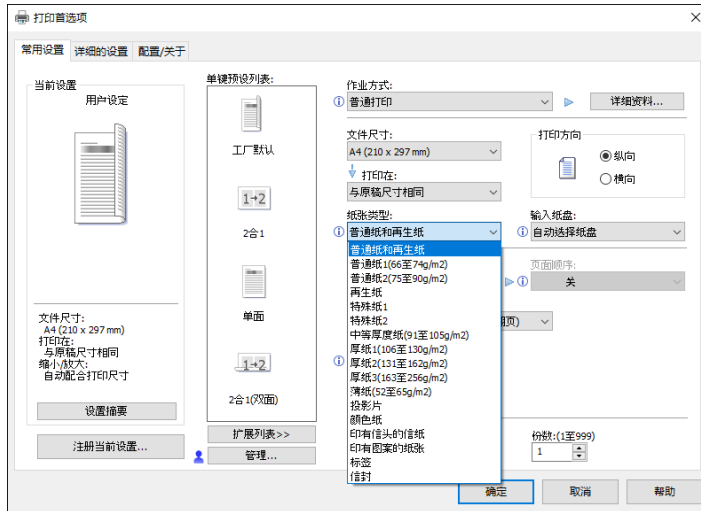 打印首选项
常用设置 详细的设置 配置/关于
当前设置
用户设定
文件尺寸:
A4 (210 x 297 mm)
打印在:
与原稿尺寸相同
缩小/放大:
自动配合打印尺寸
设置摘要
注册当前设置...
单键预设列表:
工厂默认
1→2
2合1
单面
1→2
2合1(双面)
扩展列表>>
管理...
作业方式:
普通打印
详细资料...
文件尺寸:
A4 (210 x 297 mm)
打印在:
与原稿尺寸相同
打印方向
纵向
横向
纸张类型:
普通纸和再生纸
输入纸盘:
自动选择纸盘
普通纸和再生纸
普通纸1(66至74g/m2)
普通纸2(75至90g/m2)
再生纸
特殊纸1
特殊纸2
中等厚度纸(91至105g/m2)
厚纸1(106至130g/m2)
厚纸2(131至162g/m2)
厚纸3(163至256g/m2)
薄纸(52至65g/m2)
投影片
颜色纸
印有信头的信纸
印有图案的纸张
标签
信封
页面顺序:
关
页)
份数:(1至999)
1
确定 取消 帮助